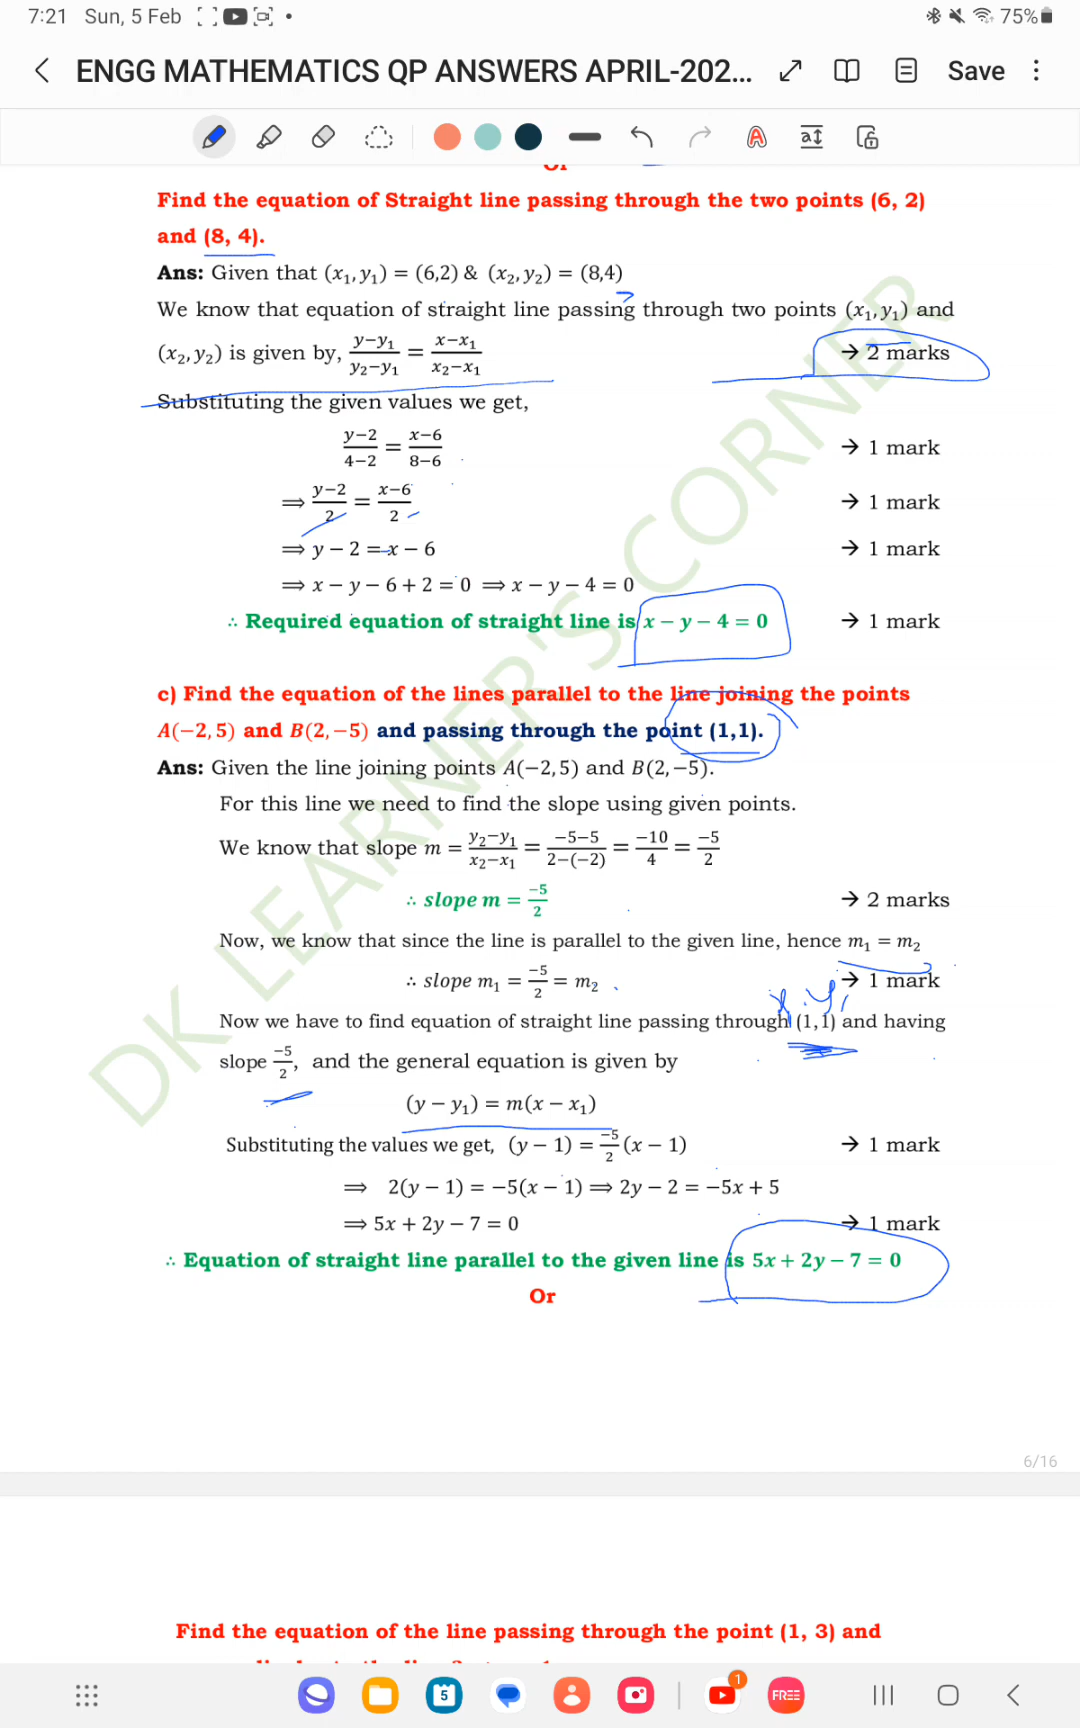 7:21 Sun, 5 Feb
75%
ENGG MATHEMATICS QP ANSWERS APRIL-202... Save
Find the equation of Straight line passing through the two points (6, 2)
and (8, 4).
Ans: Given that (x₁, y₁) = (6,2) & (x₂, y₂) = (8,4)
We know that equation of straight line passing through two points (x₁, y₁) and
(x₂, y₂) is given by, (y−y₁)/(y₂−y₁) = (x−x₁)/(x₂−x₁) → 2 marks
Substituting the given values we get,
(y−2)/(4−2) = (x−6)/(8−6) → 1 mark
⟹ (y−2)/2 = (x−6)/2 → 1 mark
⟹ y − 2 = x − 6 → 1 mark
⟹ x − y − 6 + 2 = 0 ⟹ x − y − 4 = 0
∴ Required equation of straight line is x − y − 4 = 0 → 1 mark
c) Find the equation of the lines parallel to the line joining the points
A(−2, 5) and B(2, −5) and passing through the point (1,1).
Ans: Given the line joining points A(−2,5) and B(2,−5).
For this line we need to find the slope using given points.
We know that slope m = (y₂−y₁)/(x₂−x₁) = (−5−5)/(2−(−2)) = −10/4 = −5/2
∴ slope m = −5/2 → 2 marks
Now, we know that since the line is parallel to the given line, hence m₁ = m₂
∴ slope m₁ = −5/2 = m₂ → 1 mark
x₁ y₁
Now we have to find equation of straight line passing through (1,1) and having
slope −5/2, and the general equation is given by
(y − y₁) = m(x − x₁)
Substituting the values we get, (y − 1) = −5/2 (x − 1) → 1 mark
⟹ 2(y − 1) = −5(x − 1) ⟹ 2y − 2 = −5x + 5
⟹ 5x + 2y − 7 = 0 → 1 mark
∴ Equation of straight line parallel to the given line is 5x + 2y − 7 = 0
Or
6/16
Find the equation of the line passing through the point (1, 3) and
DK LEARNER'S CORNER
5
1
FREE